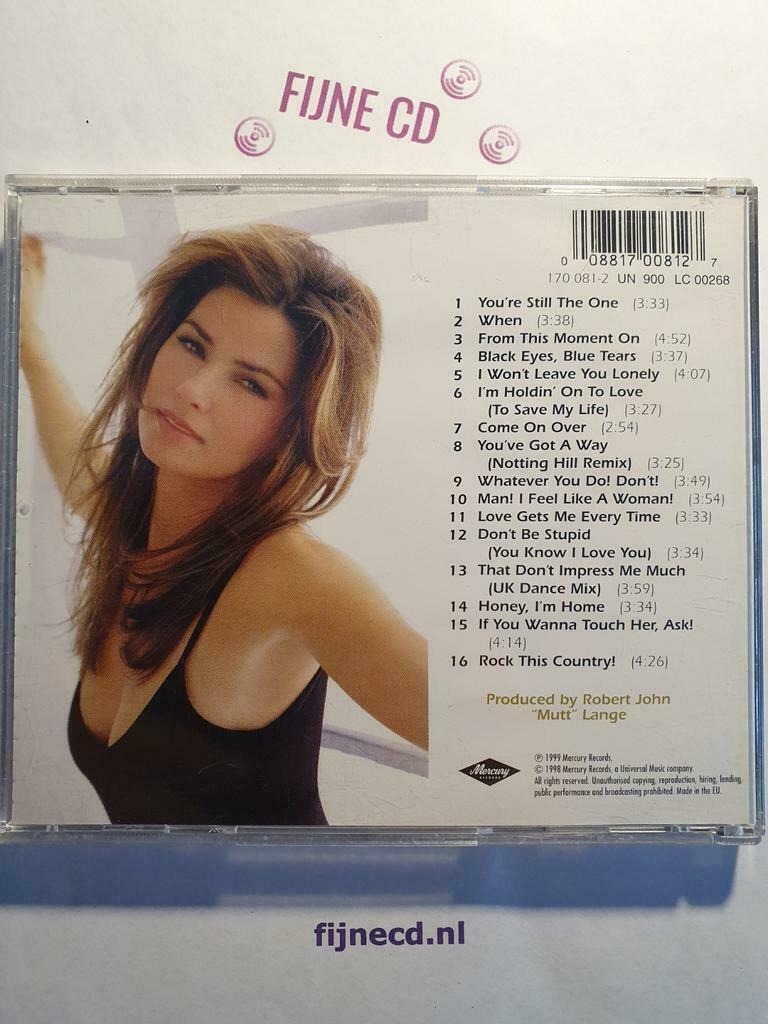 FIJNE CD
0 08817 00812 7
170 081-2 UN 900 LC 00268
1 You're Still The One (3:33)
2 When (3:38)
3 From This Moment On (4:52)
4 Black Eyes, Blue Tears (3:37)
5 I Won't Leave You Lonely (4:07)
6 I'm Holdin' On To Love
(To Save My Life) (3:27)
7 Come On Over (2:54)
8 You've Got A Way
(Notting Hill Remix) (3:25)
9 Whatever You Do! Don't! (3:49)
10 Man! I Feel Like A Woman! (3:54)
11 Love Gets Me Every Time (3:33)
12 Don't Be Stupid
(You Know I Love You) (3:34)
13 That Don't Impress Me Much
(UK Dance Mix) (3:59)
14 Honey, I'm Home (3:34)
15 If You Wanna Touch Her, Ask!
(4:14)
16 Rock This Country! (4:26)
Produced by Robert John
"Mutt" Lange
Mercury
RECORDS
℗ 1999 Mercury Records,
© 1998 Mercury Records, a Universal Music company.
All rights reserved. Unauthorised copying, reproduction, hiring, lending,
public performance and broadcasting prohibited. Made in the EU.
fijnecd.nl